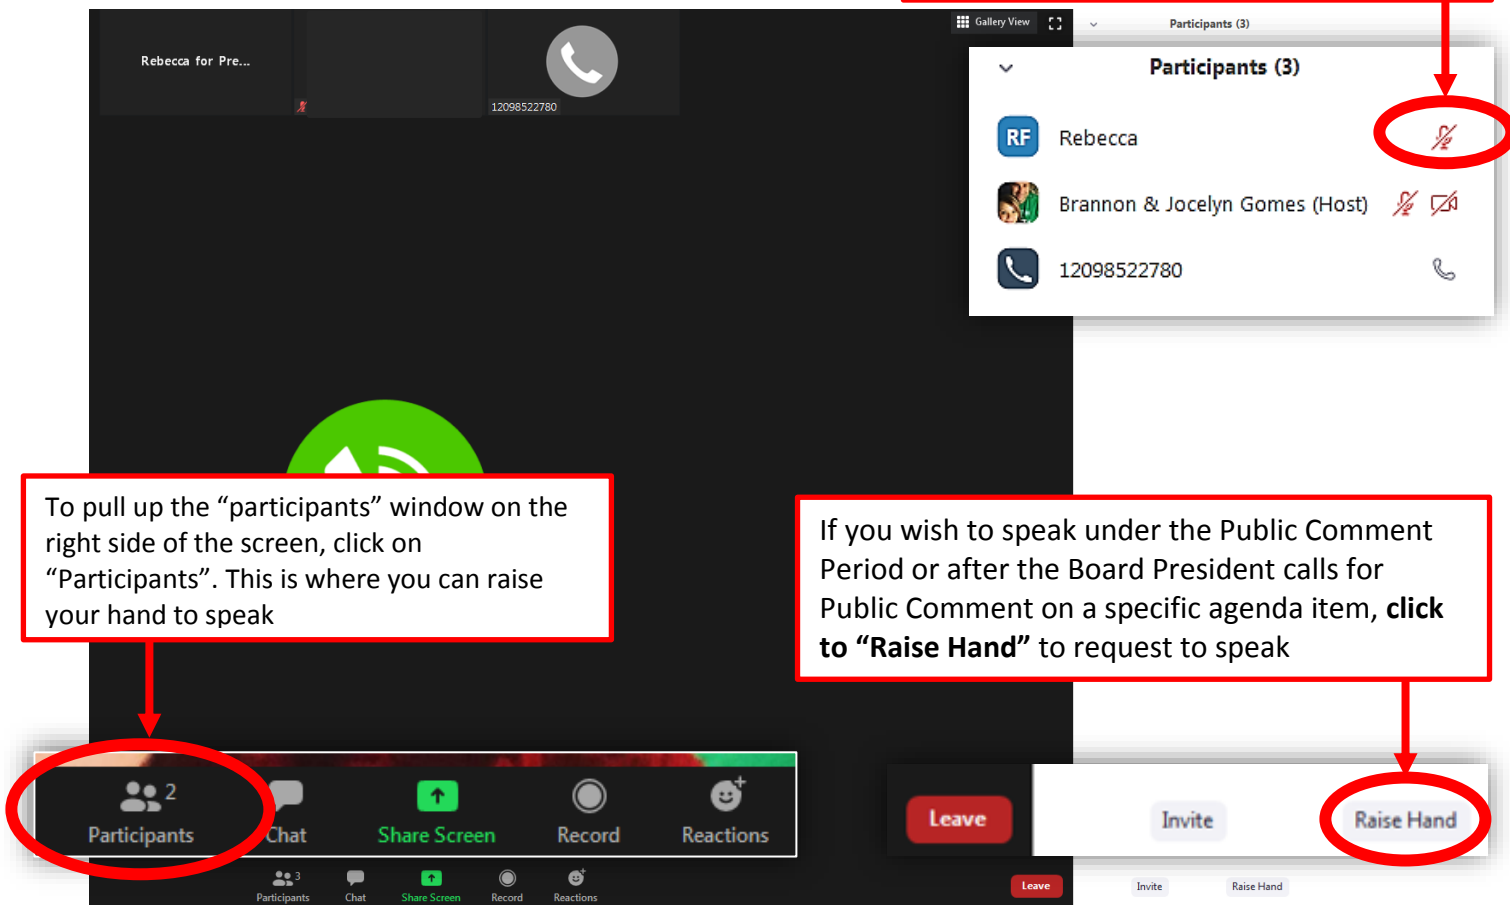 Gallery View
Participants (3)
Rebecca for Pre...
12098522780
Participants (3)
RF Rebecca
Brannon & Jocelyn Gomes (Host)
12098522780
To pull up the “participants” window on the
right side of the screen, click on
“Participants”. This is where you can raise
your hand to speak
If you wish to speak under the Public Comment
Period or after the Board President calls for
Public Comment on a specific agenda item, click
to “Raise Hand” to request to speak
2
Participants Chat Share Screen Record Reactions
Leave Invite Raise Hand
3
Participants Chat Share Screen Record Reactions
Leave Invite Raise Hand